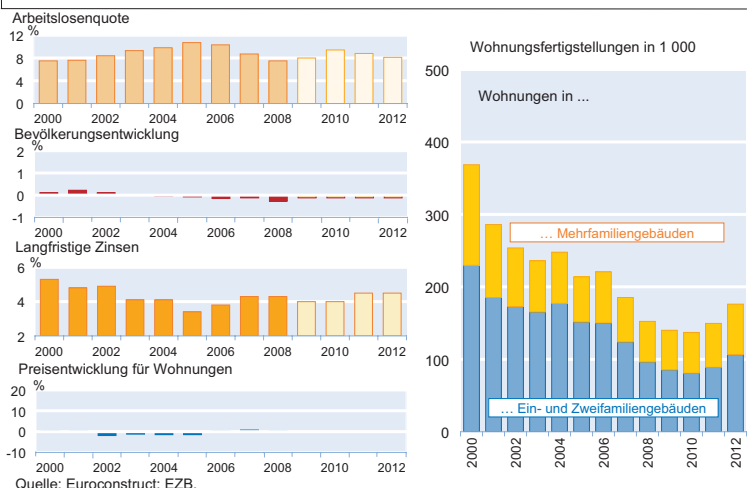 Arbeitslosenquote
%
12
8
4
0
2000 2002 2004 2006 2008 2010 2012
Bevölkerungsentwicklung
%
2
1
0
-1
2000 2002 2004 2006 2008 2010 2012
Langfristige Zinsen
%
6
4
2
2000 2002 2004 2006 2008 2010 2012
Preisentwicklung für Wohnungen
%
20
10
0
-10
2000 2002 2004 2006 2008 2010 2012
Quelle: Euroconstruct; EZB.
Wohnungsfertigstellungen in 1 000
500
400
300
200
100
0
Wohnungen in ...
... Mehrfamiliengebäuden
... Ein- und Zweifamiliengebäuden
2000 2002 2004 2006 2008 2010 2012